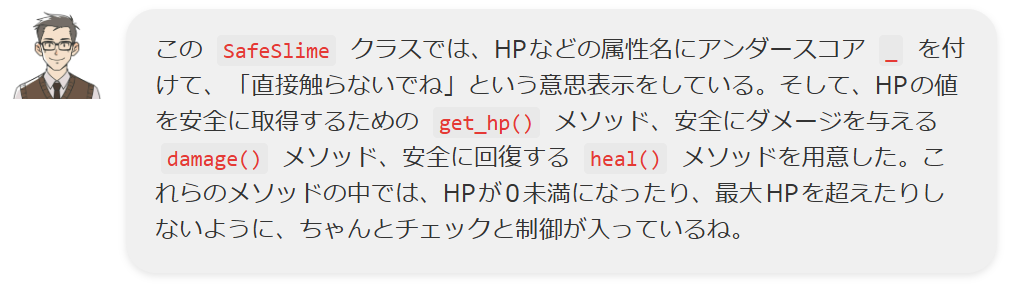 この SafeSlime クラスでは、HPなどの属性名にアンダースコア _ を付
けて、「直接触らないでね」という意思表示をしている。そして、HPの値
を安全に取得するための get_hp() メソッド、安全にダメージを与える
damage() メソッド、安全に回復する heal() メソッドを用意した。こ
れらのメソッドの中では、HPが0未満になったり、最大HPを超えたりし
ないように、ちゃんとチェックと制御が入っているね。